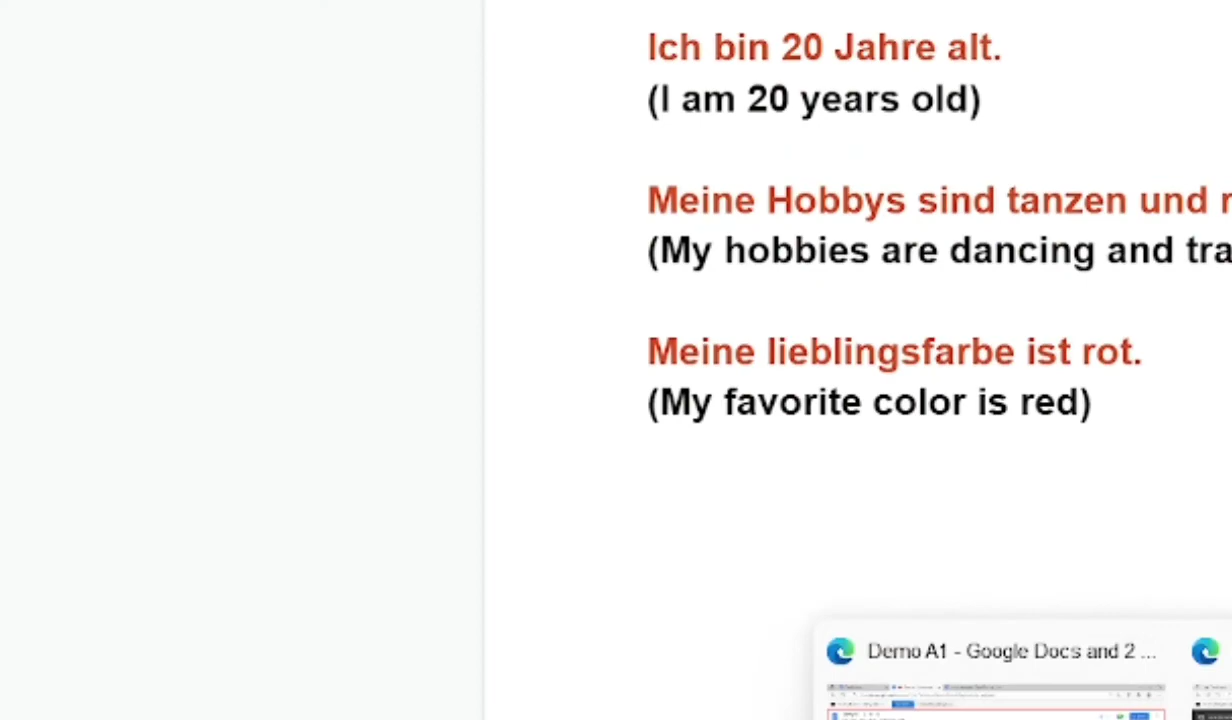 Ich bin 20 Jahre alt.
(I am 20 years old)
Meine Hobbys sind tanzen und
(My hobbies are dancing and
Meine lieblingsfarbe ist rot.
(My favorite color is red)
Demo A1 - Google Docs and 2 ...